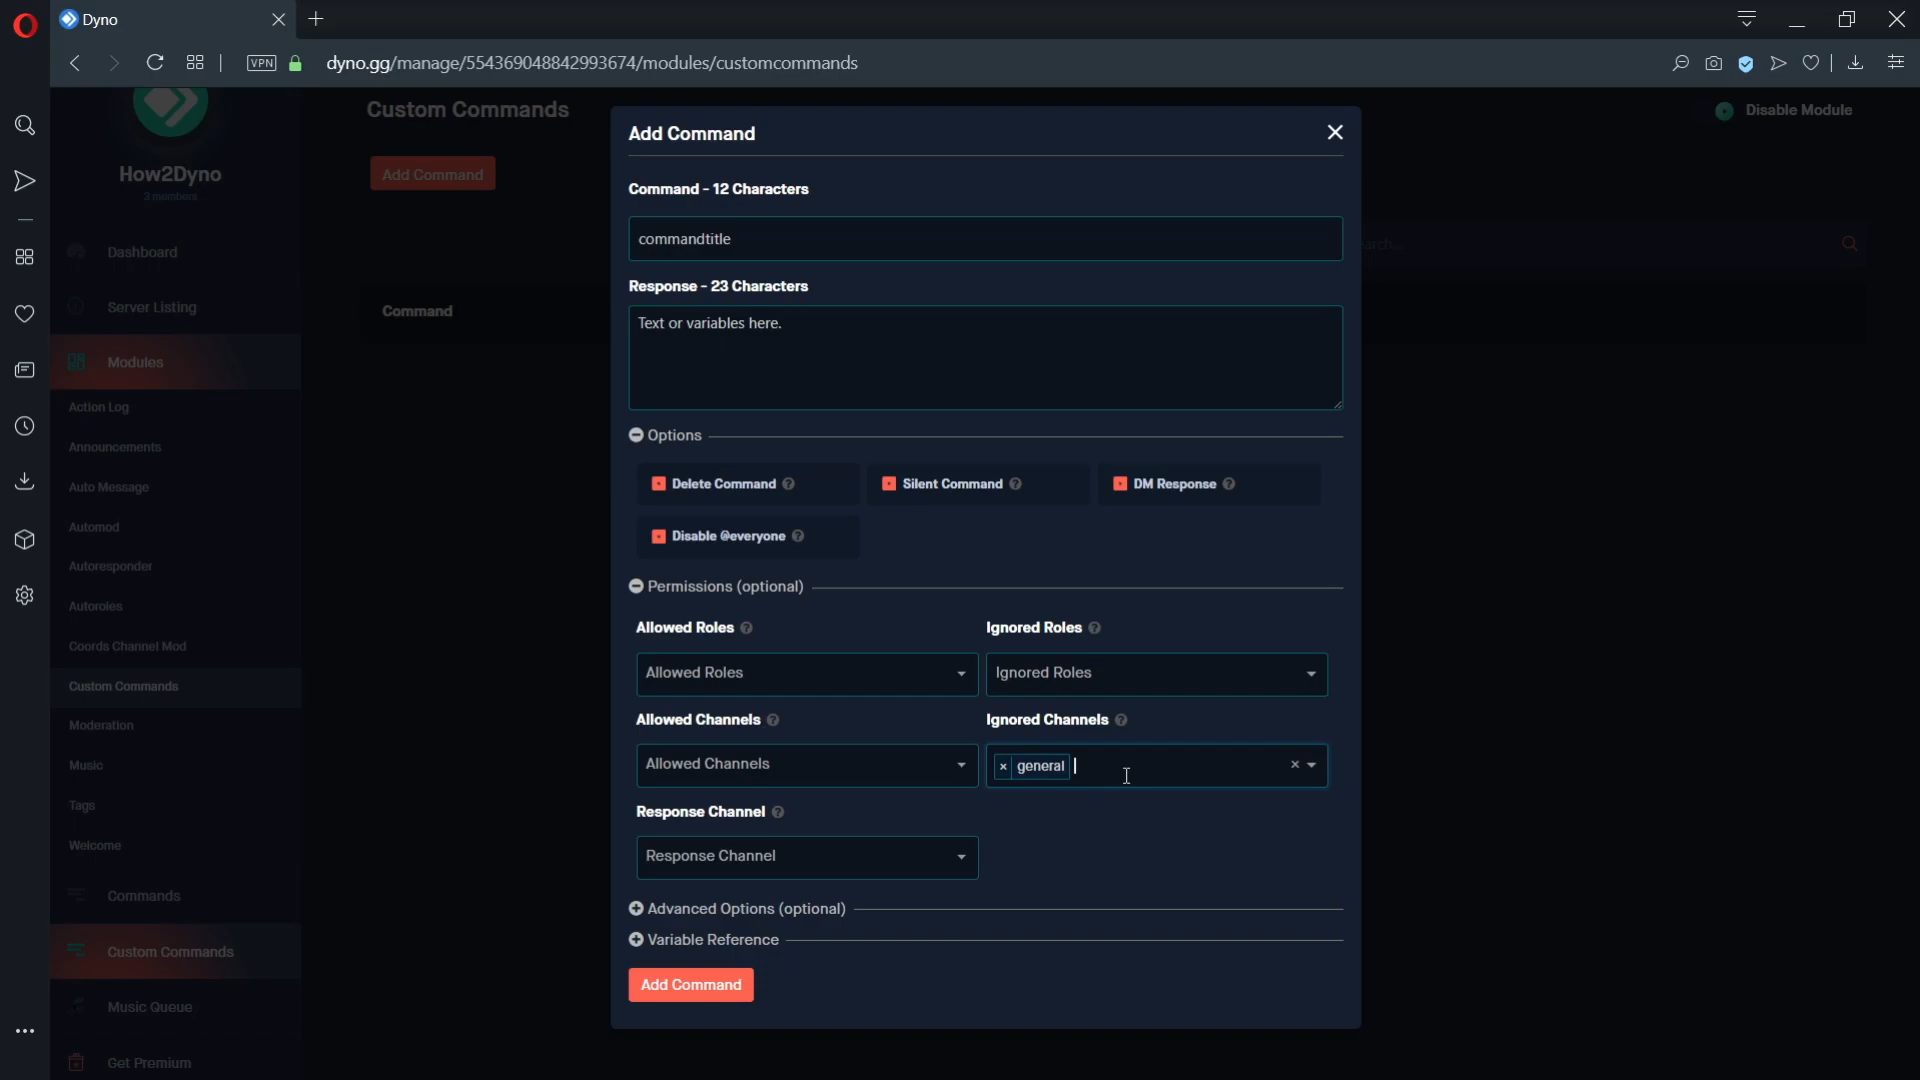 Dyno
VPN
dyno.gg/manage/554369048842993674/modules/customcommands
How2Dyno
3 members
Dashboard
Server Listing
Modules
Action Log
Announcements
Auto Message
Automod
Autoresponder
Autoroles
Coords Channel Mod
Custom Commands
Moderation
Music
Tags
Welcome
Commands
Custom Commands
Music Queue
Get Premium
Custom Commands
Disable Module
Add Command
Command
Add Command
Command - 12 Characters
commandtitle
Response - 23 Characters
Text or variables here.
Options
Delete Command
Silent Command
DM Response
Disable @everyone
Permissions (optional)
Allowed Roles
Ignored Roles
Allowed Roles
Ignored Roles
Allowed Channels
Ignored Channels
Allowed Channels
× general
Response Channel
Response Channel
Advanced Options (optional)
Variable Reference
Add Command